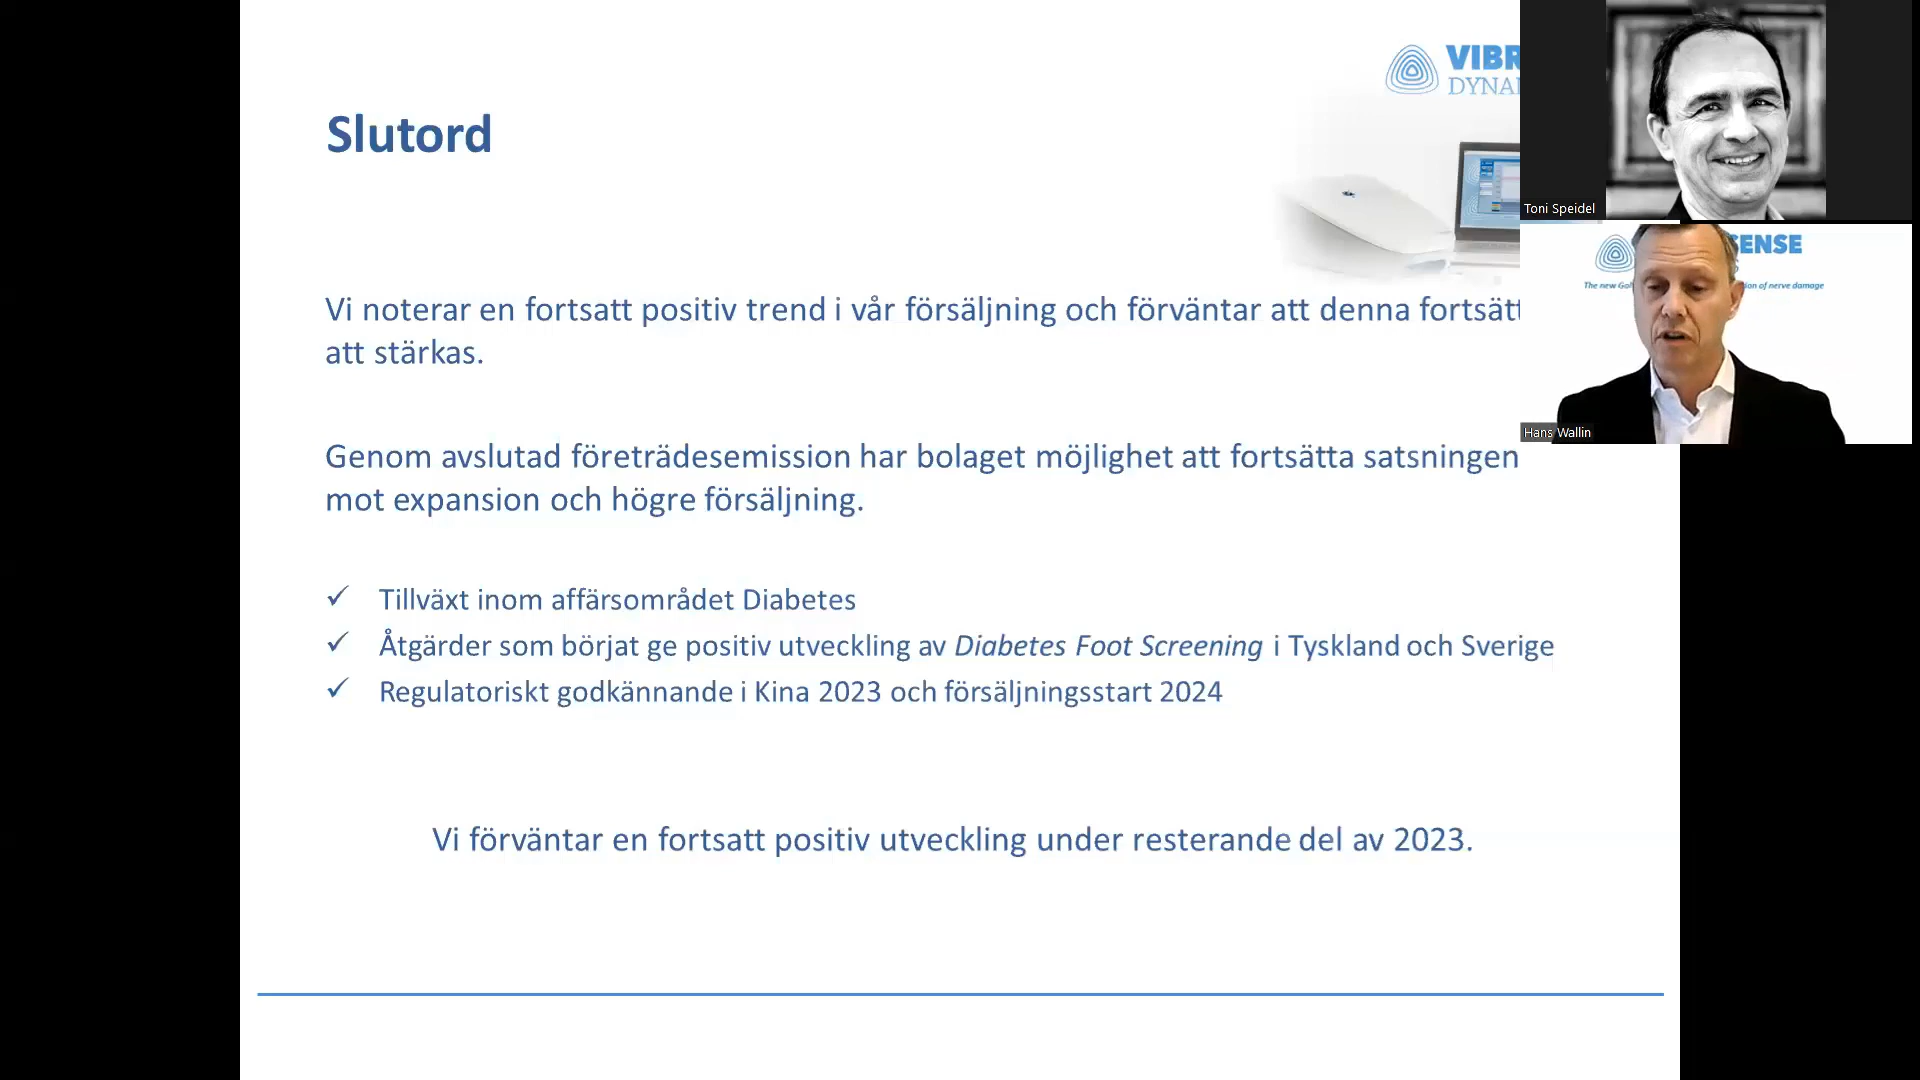 VIBR
DYNA
Slutord
Toni Speidel
SENSE
The new Gol
ion of nerve damage
Hans Wallin
Vi noterar en fortsatt positiv trend i vår försäljning och förväntar att denna fortsätt
att stärkas.
Genom avslutad företrädesemission har bolaget möjlighet att fortsätta satsningen
mot expansion och högre försäljning.
✓ Tillväxt inom affärsområdet Diabetes
✓ Åtgärder som börjat ge positiv utveckling av Diabetes Foot Screening i Tyskland och Sverige
✓ Regulatoriskt godkännande i Kina 2023 och försäljningsstart 2024
Vi förväntar en fortsatt positiv utveckling under resterande del av 2023.